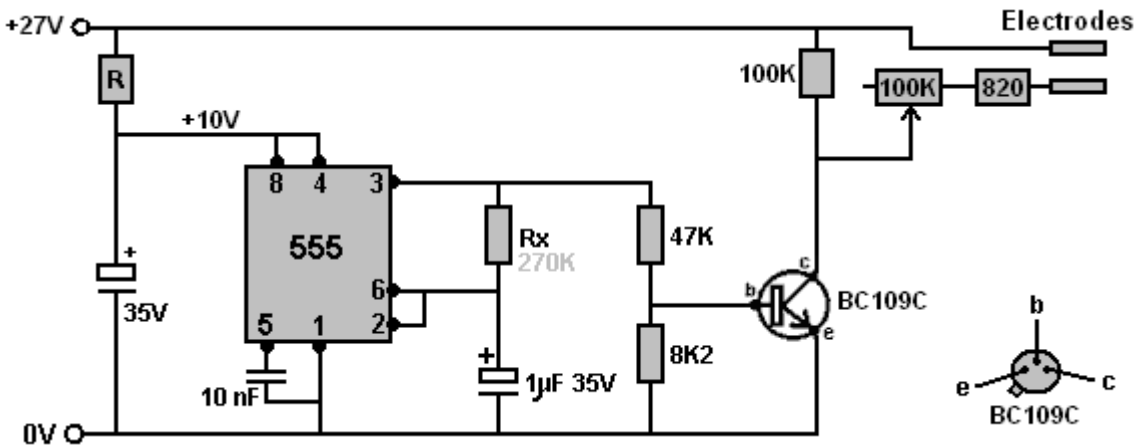 +27V
Electrodes
R
100K
100K
820
+10V
8
4
3
555
Rx
270K
47K
+
35V
6
2
5
1
c
b
e
BC109C
8K2
b
10 nF
+
1µF 35V
e
c
BC109C
0V